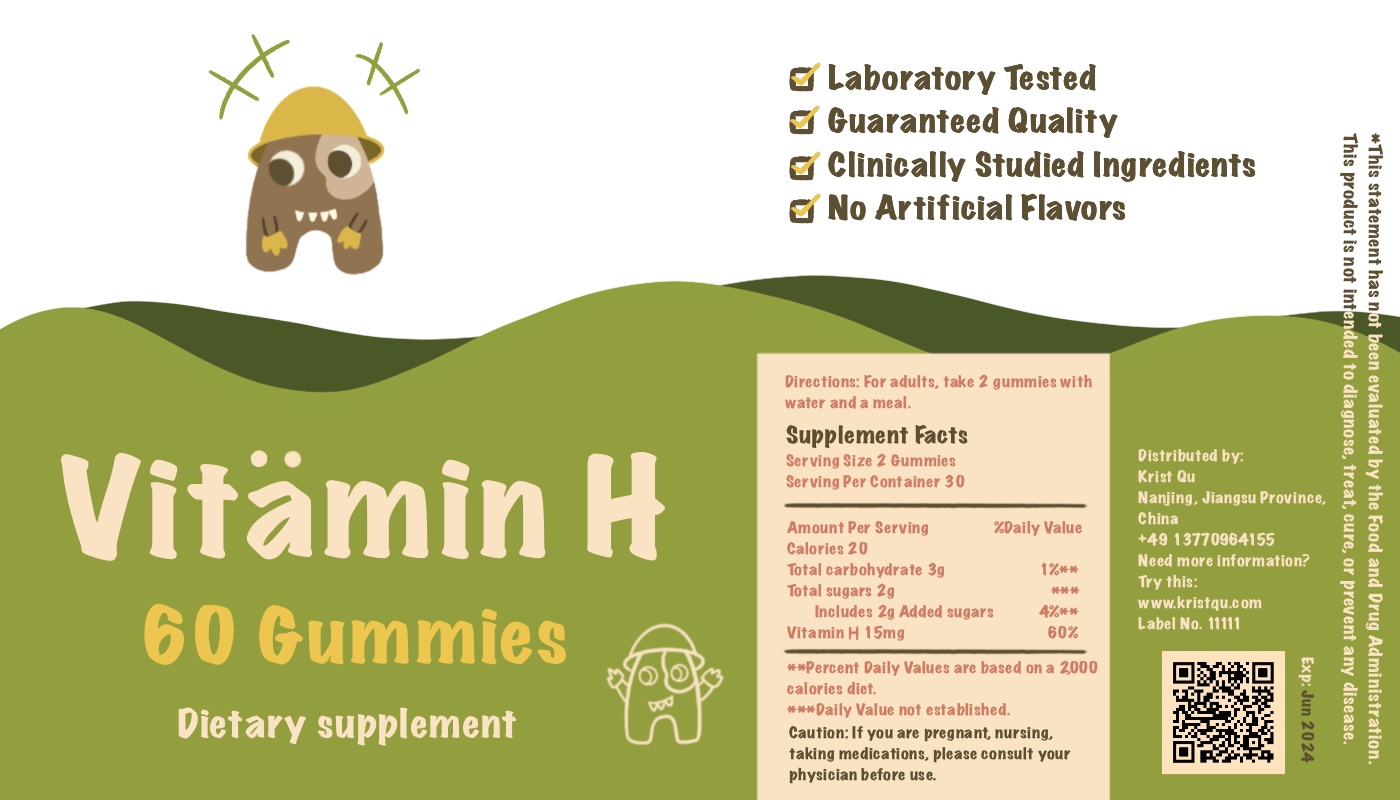 Laboratory Tested
Guaranteed Quality
Clinically Studied Ingredients
No Artificial Flavors
Vitämin H
60 Gummies
Dietary supplement
Directions: For adults, take 2 gummies with
water and a meal.
Supplement Facts
Serving Size 2 Gummies
Serving Per Container 30
Amount Per Serving %Daily Value
Calories 20
Total carbohydrate 3g 1%**
Total sugars 2g ***
Includes 2g Added sugars 4%**
Vitamin H 15mg 60%
**Percent Daily Values are based on a 2,000
calories diet.
***Daily Value not established.
Caution: If you are pregnant, nursing,
taking medications, please consult your
physician before use.
Distributed by:
Krist Qu
Nanjing, Jiangsu Province,
China
+49 13770964155
Need more information?
Try this:
www.kristqu.com
Label No. 11111
Exp: Jun 2024
*This statement has not been evaluated by the Food and Drug Administration.
This product is not intended to diagnose, treat, cure, or prevent any disease.